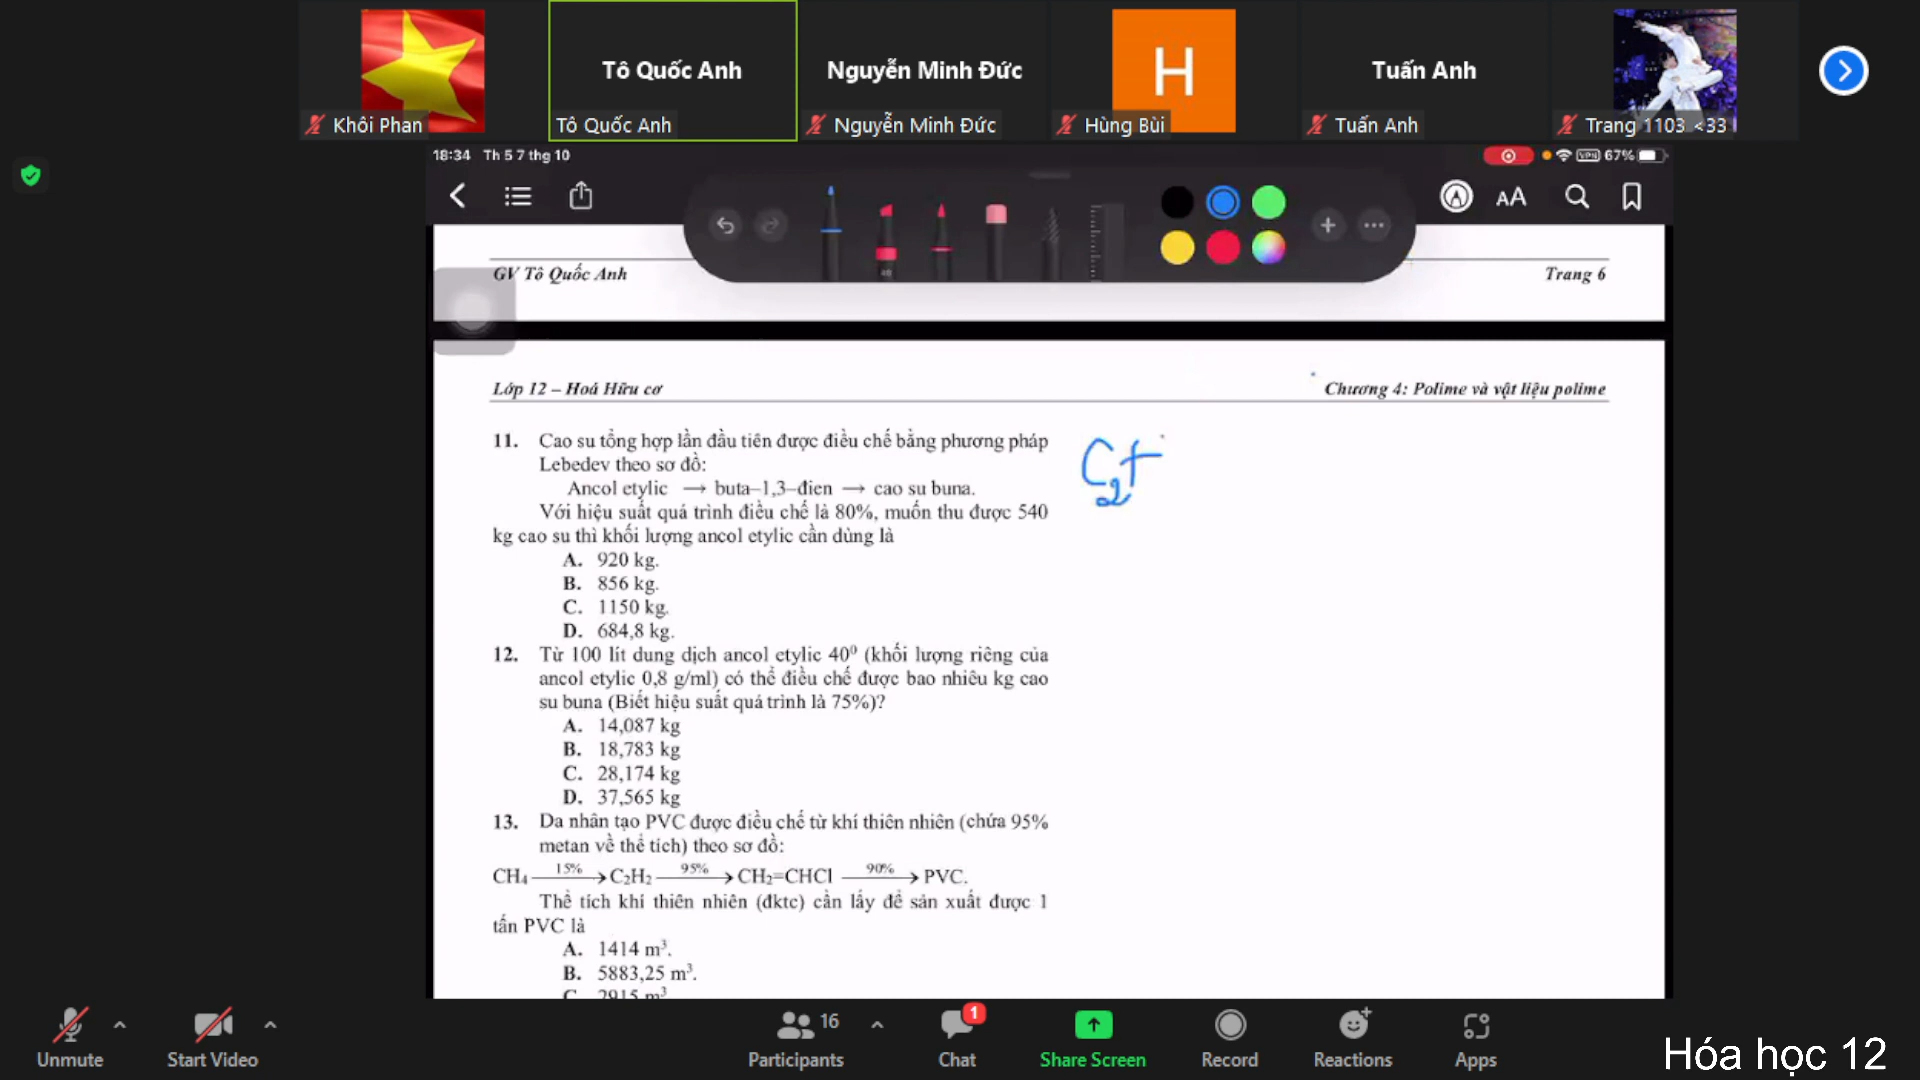 Tô Quốc Anh
Nguyễn Minh Đức
H
Tuấn Anh
Khôi Phan
Tô Quốc Anh
Nguyễn Minh Đức
Hùng Bùi
Tuấn Anh
Trang 1103 <33
18:34 Th 5 7 thg 10
VPN 67%
AA
GV Tô Quốc Anh
Trang 6
Lớp 12 – Hoá Hữu cơ
Chương 4: Polime và vật liệu polime
11. Cao su tổng hợp lần đầu tiên được điều chế bằng phương pháp
Lebedev theo sơ đồ:
Ancol etylic → buta–1,3–đien → cao su buna.
Với hiệu suất quá trình điều chế là 80%, muốn thu được 540
kg cao su thì khối lượng ancol etylic cần dùng là
A. 920 kg.
B. 856 kg.
C. 1150 kg.
D. 684,8 kg.
C₂
12. Từ 100 lít dung dịch ancol etylic 40⁰ (khối lượng riêng của
ancol etylic 0,8 g/ml) có thể điều chế được bao nhiêu kg cao
su buna (Biết hiệu suất quá trình là 75%)?
A. 14,087 kg
B. 18,783 kg
C. 28,174 kg
D. 37,565 kg
13. Da nhân tạo PVC được điều chế từ khí thiên nhiên (chứa 95%
metan về thể tích) theo sơ đồ:
CH₄ 15%→ C₂H₂ 95%→ CH₂=CHCl 90%→ PVC.
Thể tích khí thiên nhiên (đktc) cần lấy để sản xuất được 1
tấn PVC là
A. 1414 m³.
B. 5883,25 m³.
C. 2915 m³
16
1
Unmute
Start Video
Participants
Chat
Share Screen
Record
Reactions
Apps
Hóa học 12